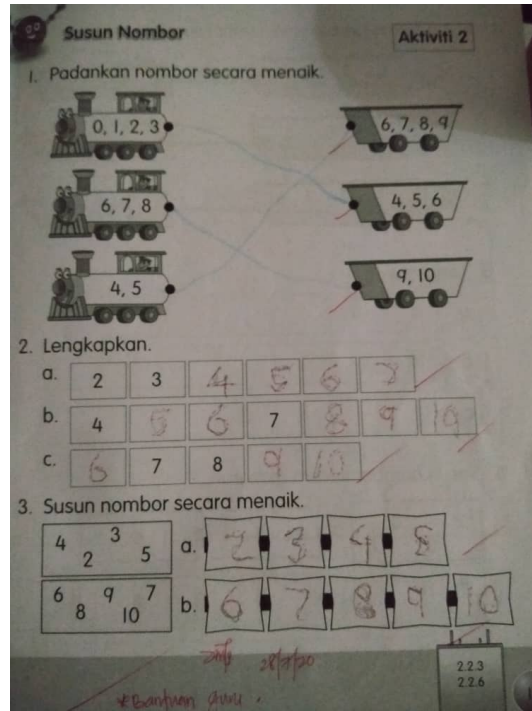 Susun Nombor
Aktiviti 2
1. Padankan nombor secara menaik.
0, 1, 2, 3
6, 7, 8, 9
6, 7, 8
4, 5, 6
4, 5
9, 10
2. Lengkapkan.
a. 2 3 4 5 6 7
b. 4 5 6 7 8 9 10
c. 6 7 8 9 10
3. Susun nombor secara menaik.
4 3 2 5
a. 2 3 4 5
6 8 9 10 7
b. 6 7 8 9 10
2.2.3
2.2.6
*Bantuan guru.